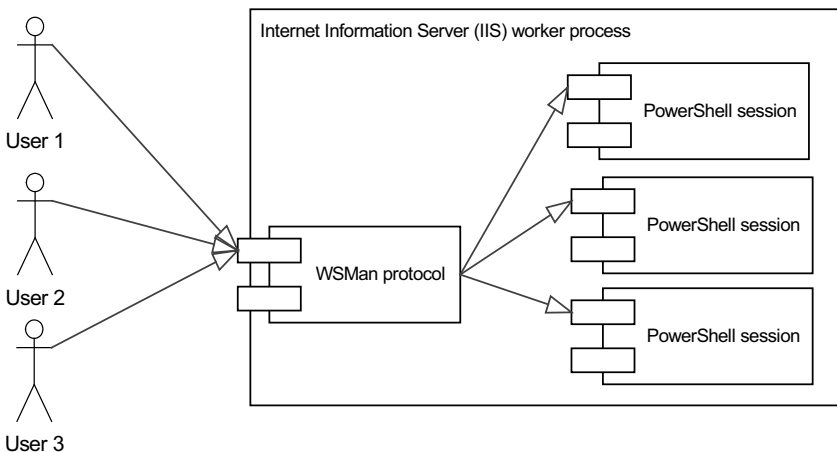 Internet Information Server (IIS) worker process
User 1
User 2
User 3
WSMan protocol
PowerShell session
PowerShell session
PowerShell session